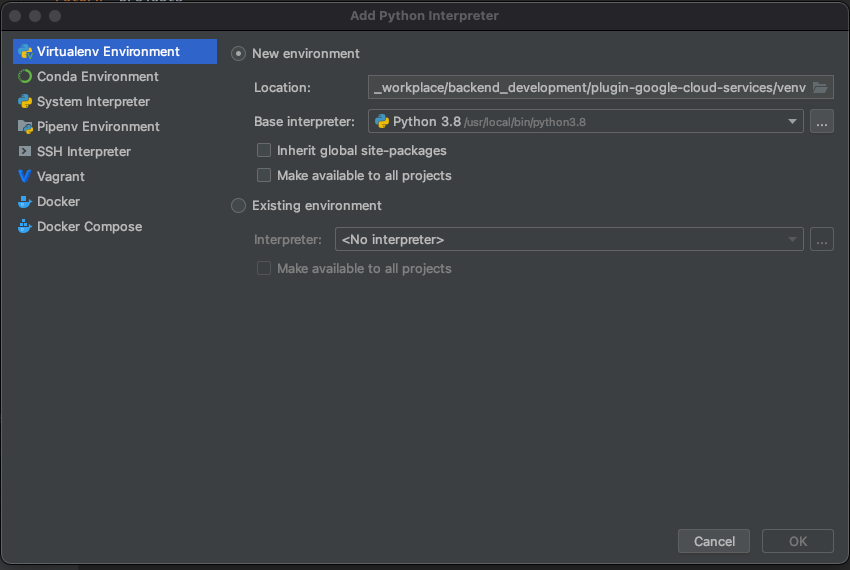 Add Python Interpreter
Virtualenv Environment
Conda Environment
System Interpreter
Pipenv Environment
SSH Interpreter
Vagrant
Docker
Docker Compose
New environment
Location: _workplace/backend_development/plugin-google-cloud-services/venv
Base interpreter: Python 3.8 /usr/local/bin/python3.8 ...
Inherit global site-packages
Make available to all projects
Existing environment
Interpreter: <No interpreter> ...
Make available to all projects
Cancel OK